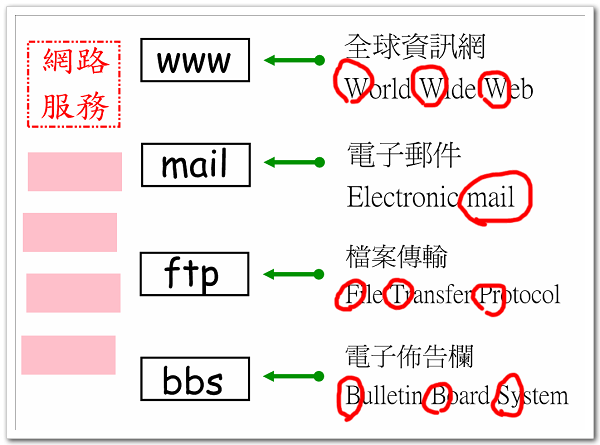 網路
服務
www
全球資訊網
World Wide Web
mail
電子郵件
Electronic mail
ftp
檔案傳輸
File Transfer Protocol
bbs
電子佈告欄
Bulletin Board System